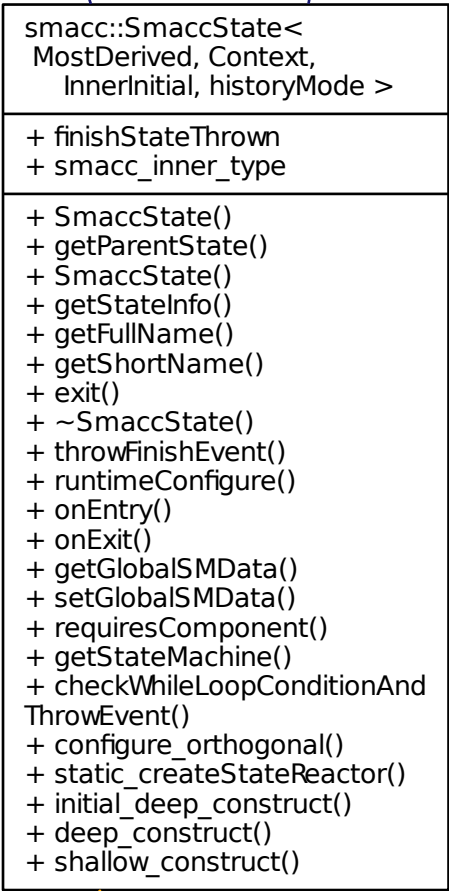 smacc::SmaccState<
MostDerived, Context,
InnerInitial, historyMode >
+ finishStateThrown
+ smacc_inner_type
+ SmaccState()
+ getParentState()
+ SmaccState()
+ getStateInfo()
+ getFullName()
+ getShortName()
+ exit()
+ ~SmaccState()
+ throwFinishEvent()
+ runtimeConfigure()
+ onEntry()
+ onExit()
+ getGlobalSMData()
+ setGlobalSMData()
+ requiresComponent()
+ getStateMachine()
+ checkWhileLoopConditionAnd
ThrowEvent()
+ configure_orthogonal()
+ static_createStateReactor()
+ initial_deep_construct()
+ deep_construct()
+ shallow_construct()